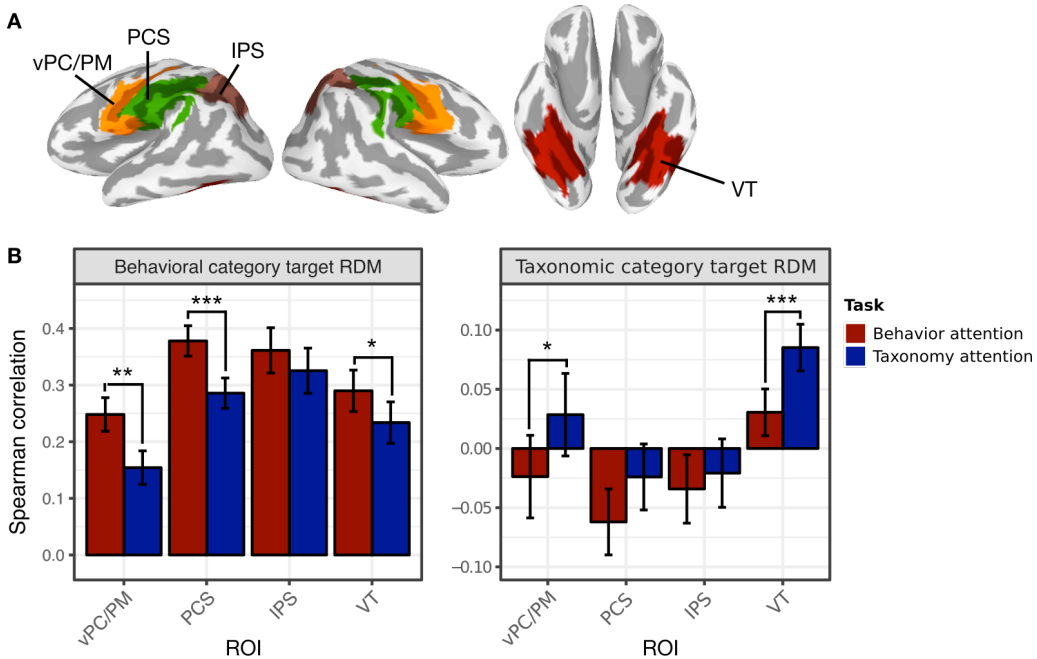 A
PCS
IPS
vPC/PM
VT
B
Behavioral category target RDM
Taxonomic category target RDM
Spearman correlation
0.4
0.3
0.2
0.1
0.0
**
***
*
vPC/PM
PCS
IPS
VT
ROI
0.10
0.05
0.00
−0.05
−0.10
*
***
vPC/PM
PCS
IPS
VT
ROI
Task
Behavior attention
Taxonomy attention